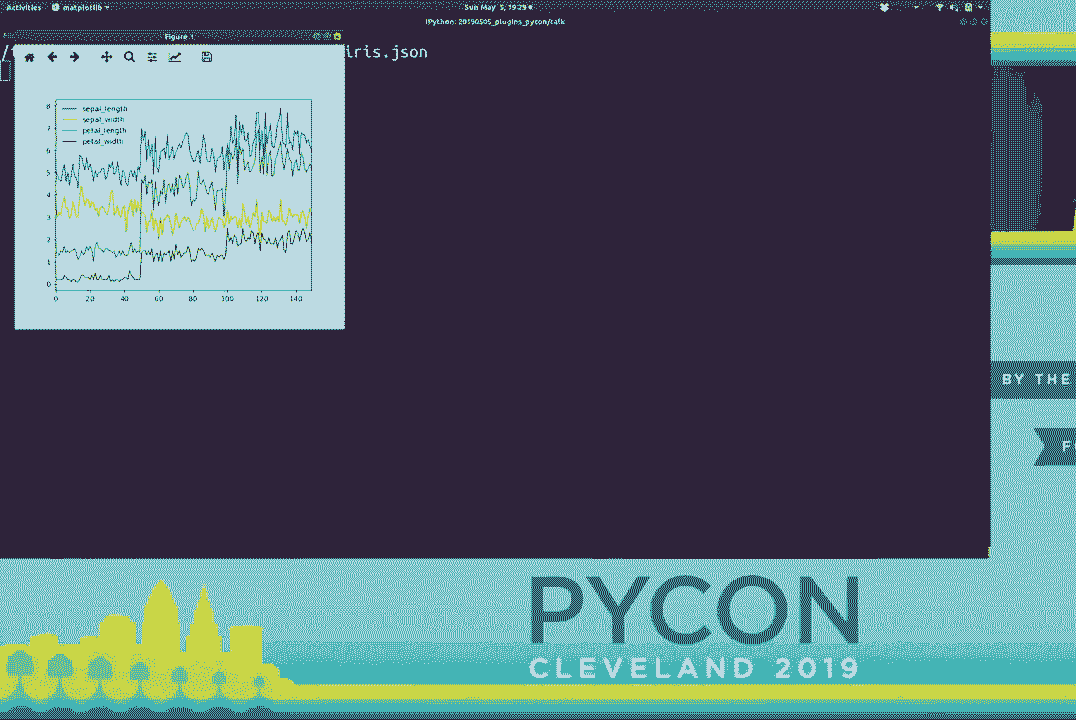 Activities matplotlib Sun May 5, 19:29
IPython: 20190505_plugins_pycon/talk
Figure 1
iris.json
sepal_length
sepal_width
petal_length
petal_width
8
7
6
5
4
3
2
1
0
0 20 40 60 80 100 120 140
BY THE
PYCON
CLEVELAND 2019